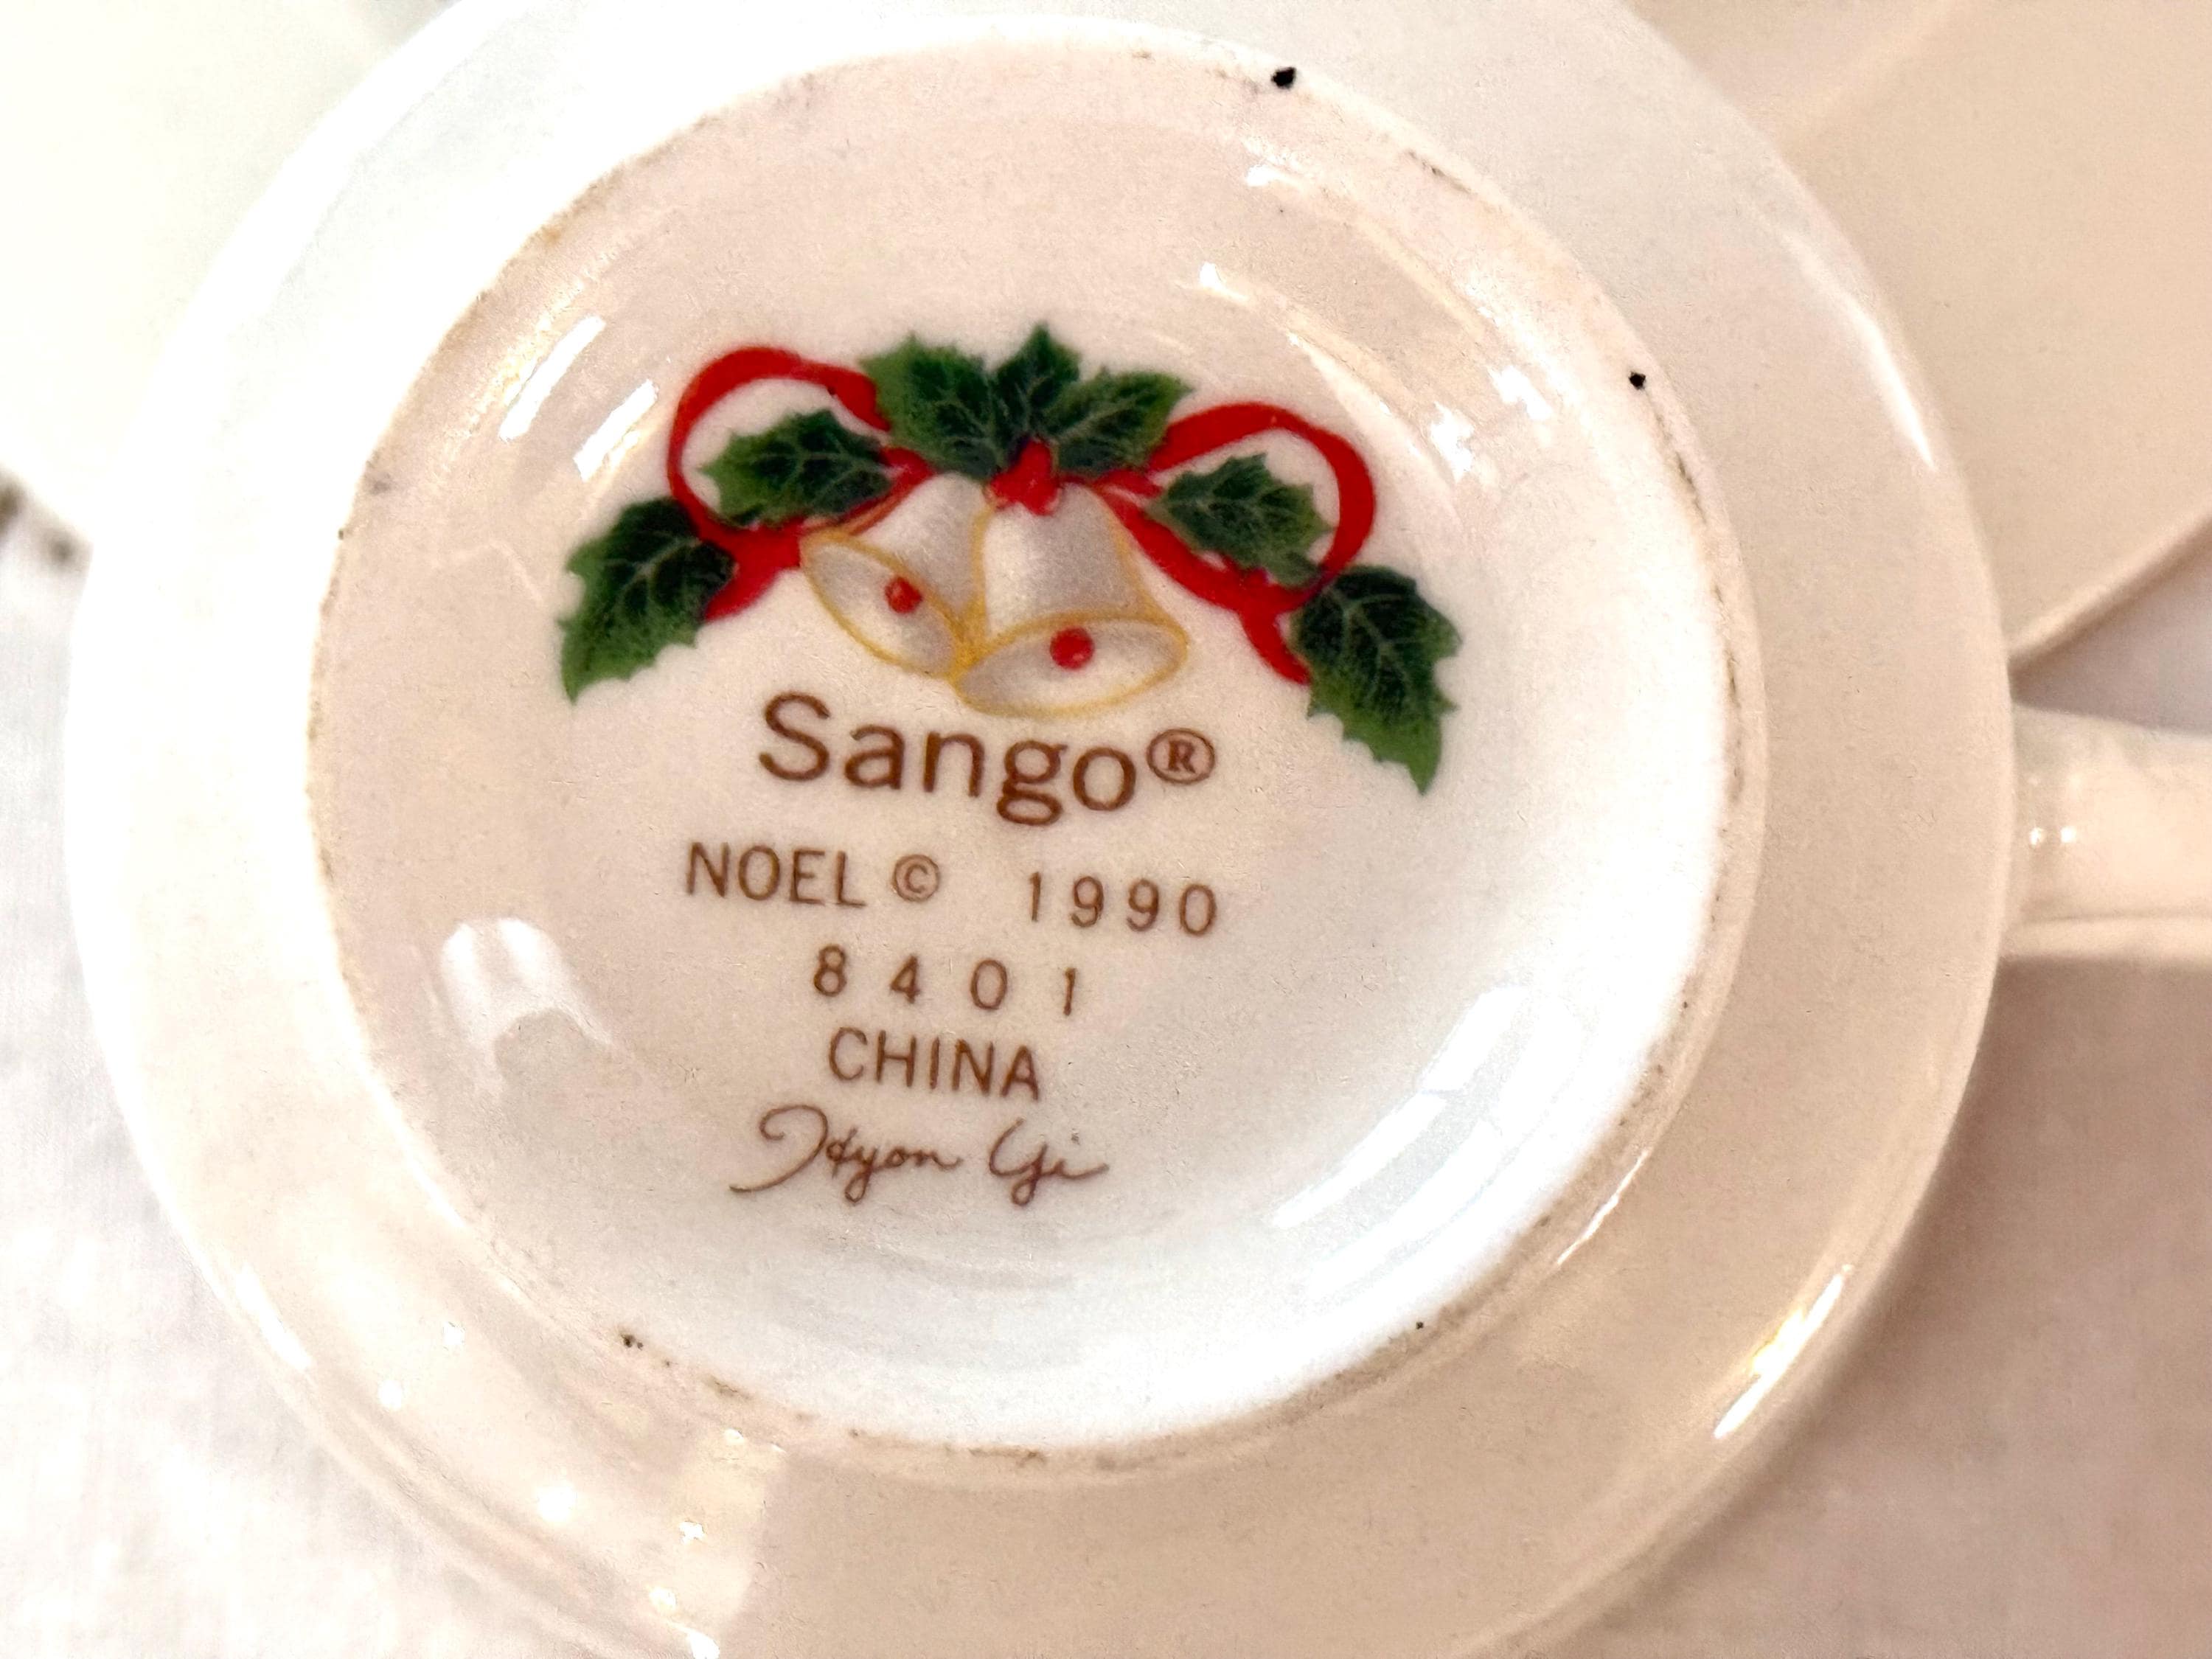 Sango®
NOEL © 1990
8401
CHINA
Hyon Yi